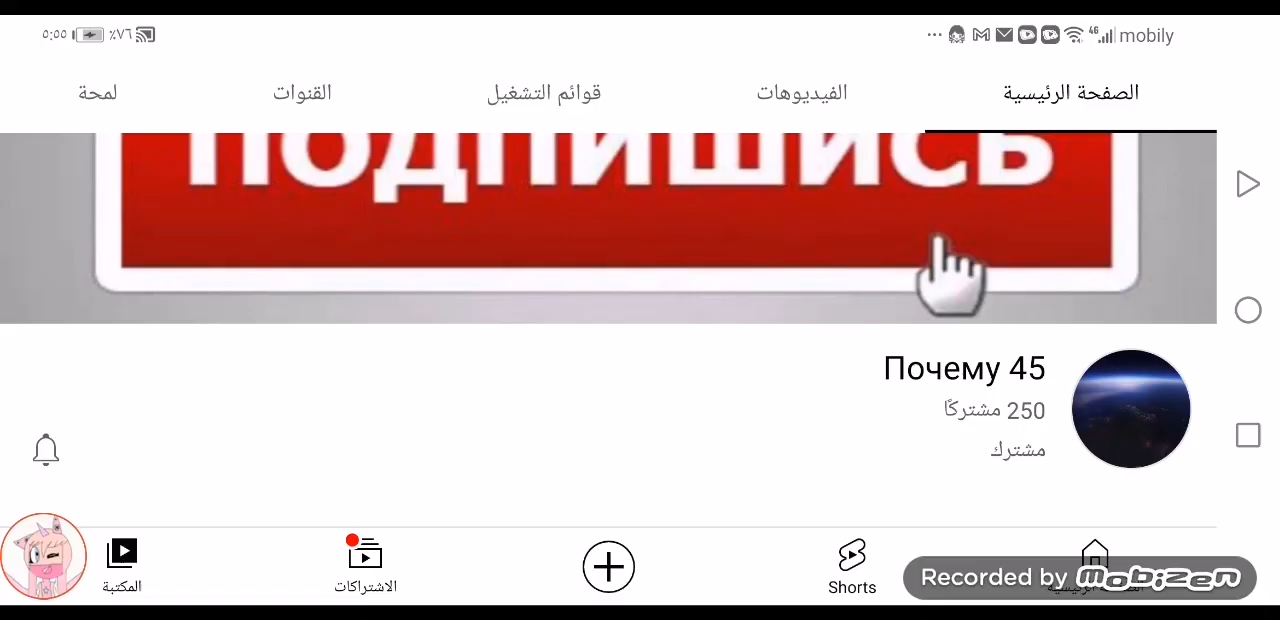 ٥:٥٥ ٪٧٦ 46 mobily
الصفحة الرئيسية الفيديوهات قوائم التشغيل القنوات لمحة
ПОДПИШИСЬ
Почему 45
250 مشتركًا
مشترك
Shorts الاشتراكات المكتبة
Recorded by mobizen